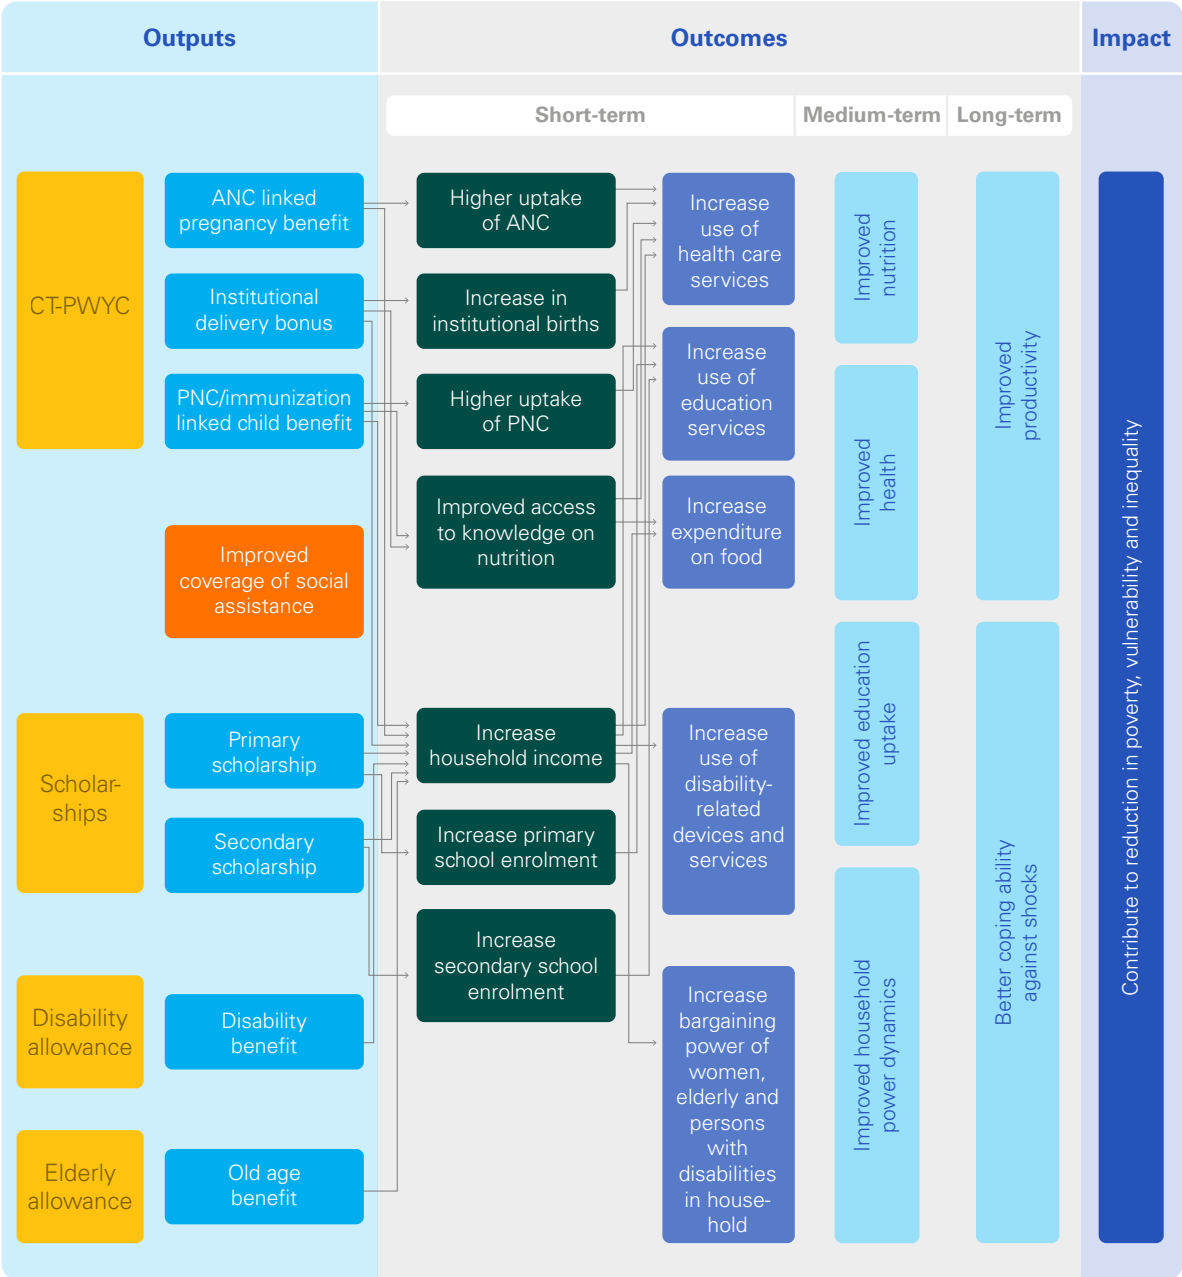 Outputs
Outcomes
Impact
Short-term
Medium-term
Long-term
CT-PWYC
ANC linked
pregnancy benefit
Institutional
delivery bonus
PNC/immunization
linked child benefit
Improved
coverage of social
assistance
Scholar-
ships
Primary
scholarship
Secondary
scholarship
Disability
allowance
Disability
benefit
Elderly
allowance
Old age
benefit
Higher uptake
of ANC
Increase in
institutional births
Higher uptake
of PNC
Improved access
to knowledge on
nutrition
Increase
household income
Increase primary
school enrolment
Increase
secondary school
enrolment
Increase
use of
health care
services
Increase
use of
education
services
Increase
expenditure
on food
Increase
use of
disability-
related
devices and
services
Increase
bargaining
power of
women,
elderly and
persons
with
disabilities
in house-
hold
Improved
nutrition
Improved
health
Improved education
uptake
Improved household
power dynamics
Improved
productivity
Better coping ability
against shocks
Contribute to reduction in poverty, vulnerability and inequality